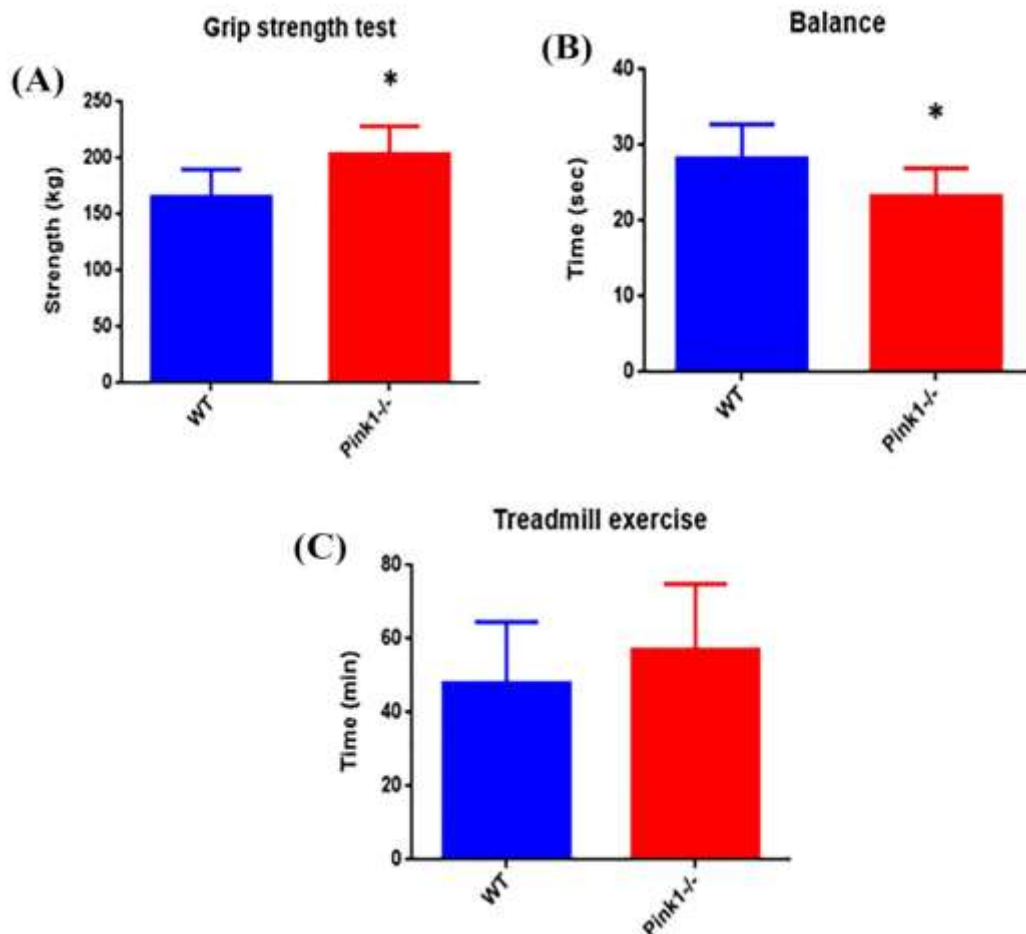 Grip strength test
(A)
*
250
200
150
100
50
0
Strength (kg)
WT
Pink1-/-
Balance
(B)
*
40
30
20
10
0
Time (sec)
WT
Pink1-/-
Treadmill exercise
(C)
80
60
40
20
0
Time (min)
WT
Pink1-/-